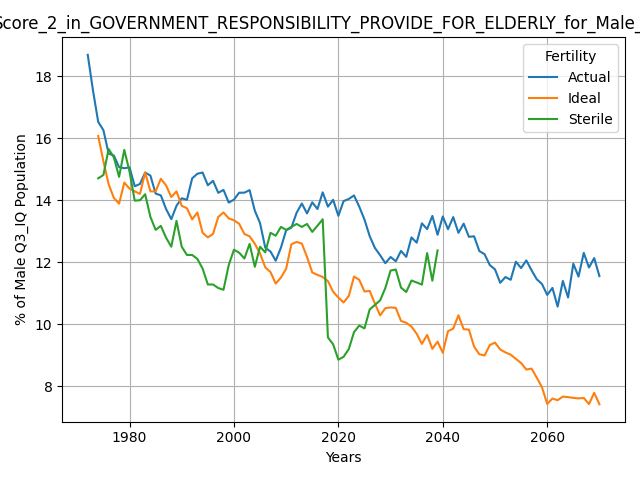 Score_2_in_GOVERNMENT_RESPONSIBILITY_PROVIDE_FOR_ELDERLY_for_Male_
Fertility
Actual
Ideal
Sterile
% of Male Q3_IQ Population
18
16
14
12
10
8
1980
2000
2020
2040
2060
Years